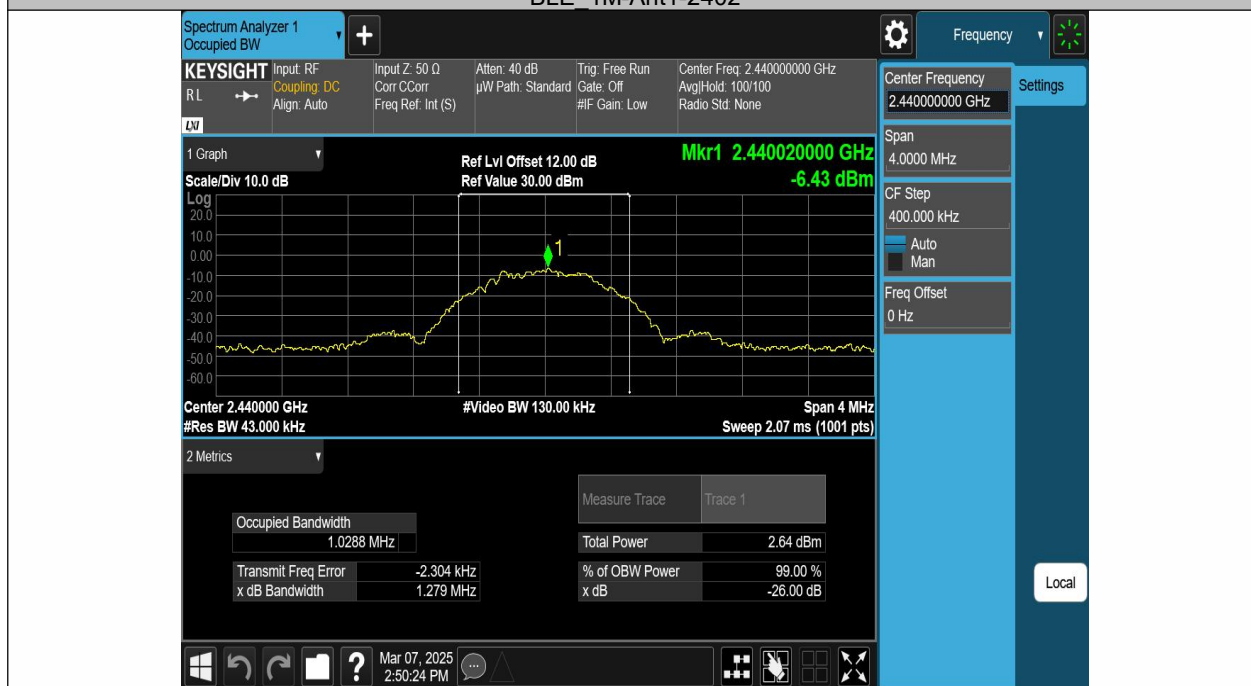 BLE_1M-Ant1-2402
Spectrum Analyzer 1
Occupied BW
+
Frequency
KEYSIGHT
RL
LXI
Input: RF
Coupling: DC
Align: Auto
Input Z: 50 Ω
Corr CCorr
Freq Ref: Int (S)
Atten: 40 dB
µW Path: Standard
Trig: Free Run
Gate: Off
#IF Gain: Low
Center Freq: 2.440000000 GHz
Avg|Hold: 100/100
Radio Std: None
Center Frequency
2.440000000 GHz
Settings
Span
4.0000 MHz
CF Step
400.000 kHz
Auto
Man
Freq Offset
0 Hz
Local
1 Graph
Scale/Div 10.0 dB
Ref Lvl Offset 12.00 dB
Ref Value 30.00 dBm
Mkr1 2.440020000 GHz
-6.43 dBm
Log
20.0
10.0
0.00
-10.0
-20.0
-30.0
-40.0
-50.0
-60.0
1
Center 2.440000 GHz
#Res BW 43.000 kHz
#Video BW 130.00 kHz
Span 4 MHz
Sweep 2.07 ms (1001 pts)
2 Metrics
Measure Trace Trace 1
Occupied Bandwidth
1.0288 MHz
Total Power 2.64 dBm
Transmit Freq Error -2.304 kHz
% of OBW Power 99.00 %
x dB Bandwidth 1.279 MHz
x dB -26.00 dB
?
Mar 07, 2025
2:50:24 PM